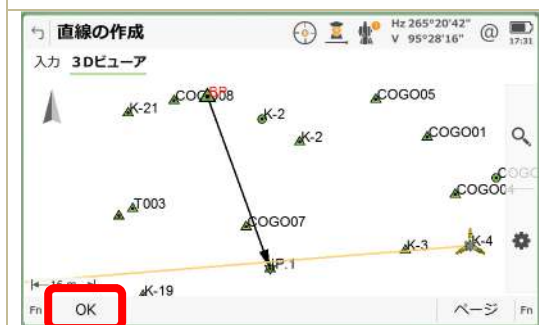 直線の作成
Hz 265°20'42"
V 95°28'16"
@
17:31
入力 3Dビューア
COGO08
BP
COGO05
K-21
K-2
K-2
COGO01
COGO
COGO04
T003
COGO07
K-3
K-4
IP.1
15 m
K-19
Fn OK ページ Fn